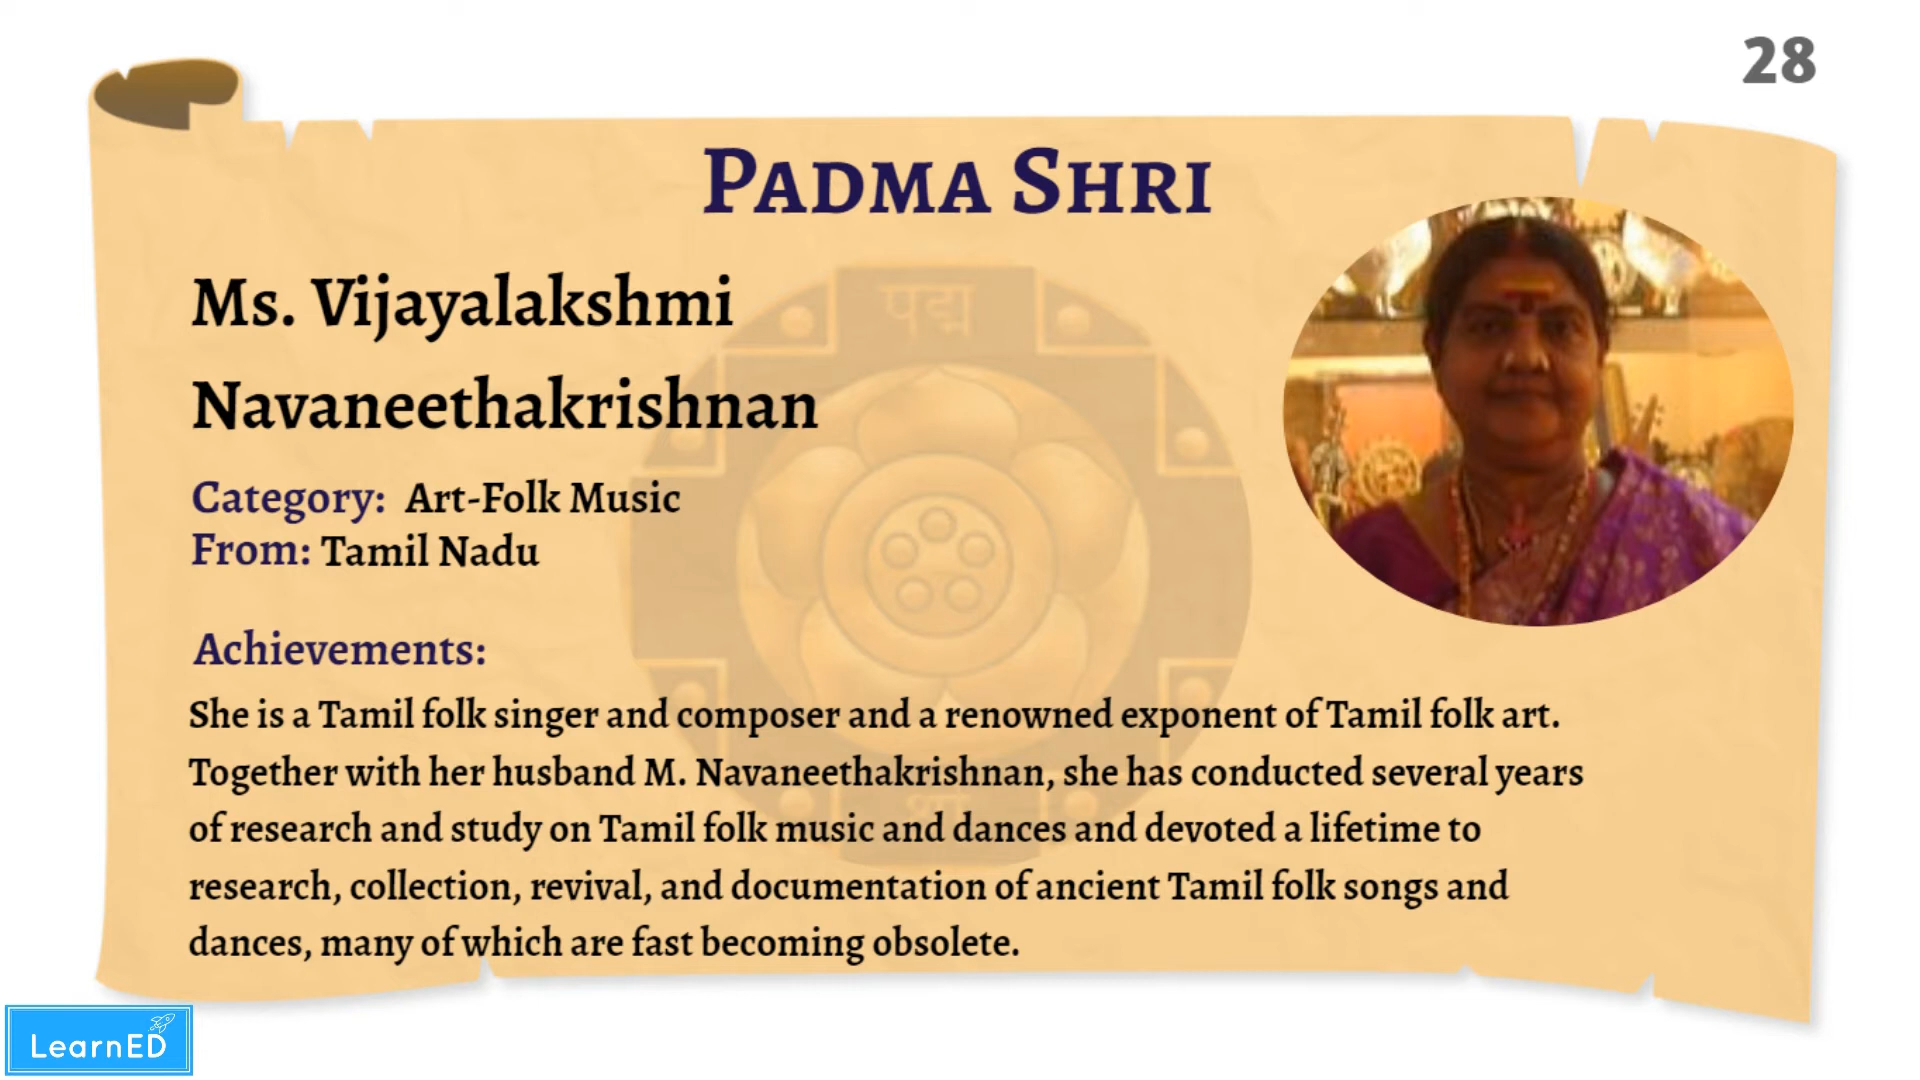 28
PADMA SHRI
पद्म
Ms. Vijayalakshmi
Navaneethakrishnan
Category: Art-Folk Music
From: Tamil Nadu
Achievements:
She is a Tamil folk singer and composer and a renowned exponent of Tamil folk art.
Together with her husband M. Navaneethakrishnan, she has conducted several years
of research and study on Tamil folk music and dances and devoted a lifetime to
श्री
research, collection, revival, and documentation of ancient Tamil folk songs and
dances, many of which are fast becoming obsolete.
LearnED